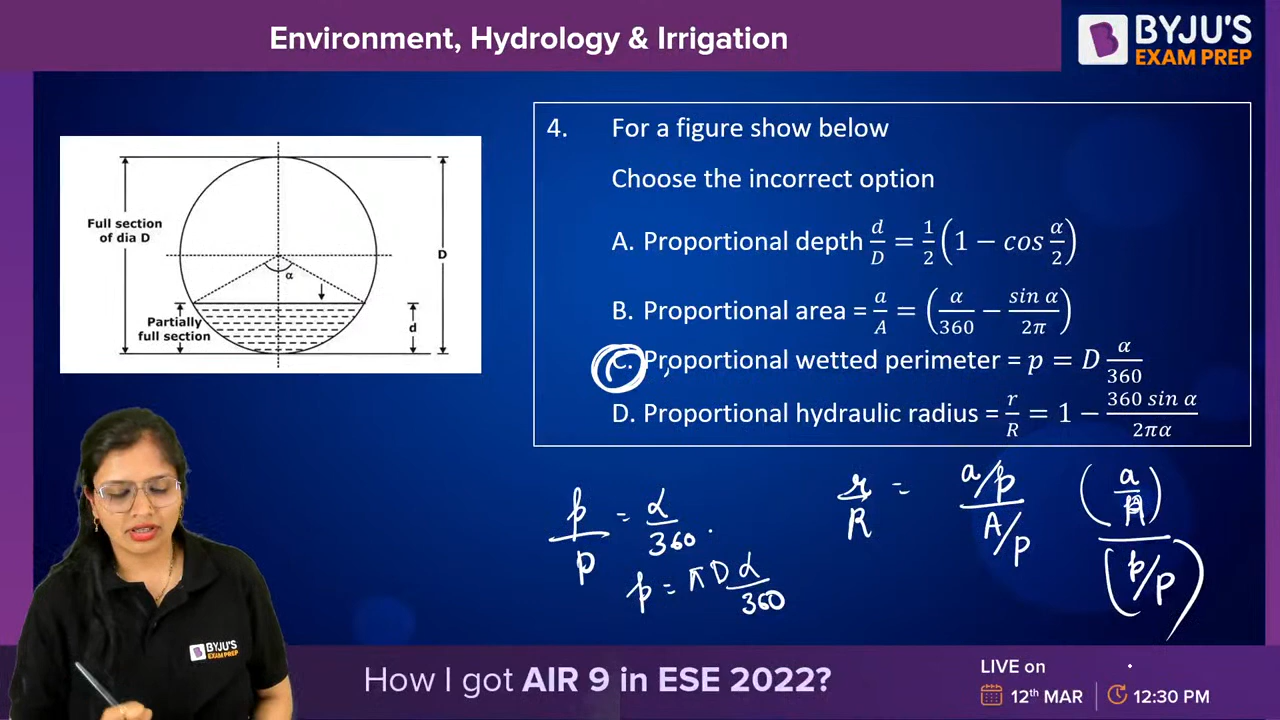 Environment, Hydrology & Irrigation
BYJU'S
EXAM PREP
Full section
of dia D
D
α
Partially
full section
d
4. For a figure show below
Choose the incorrect option
A. Proportional depth d/D = 1/2 (1 − cos α/2)
B. Proportional area = a/A = (α/360 − sin α/2π)
C. Proportional wetted perimeter = p = D α/360
D. Proportional hydraulic radius = r/R = 1 − 360 sin α/2πα
p/p = α/360.
p = πD α/360
r/R = a/p / A/p (a/A) / (p/p)
BYJU'S
EXAM PREP
How I got AIR 9 in ESE 2022?
LIVE on
12th MAR
12:30 PM